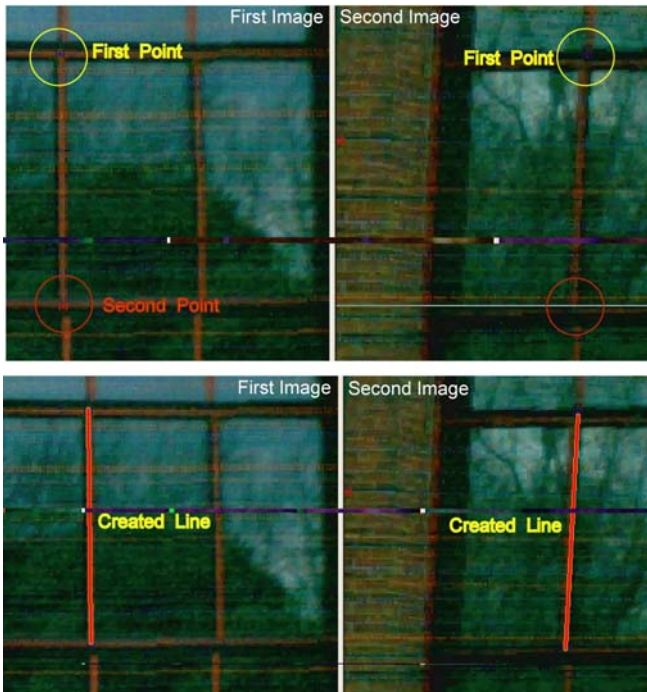 First Image
Second Image
First Point
First Point
Second Point
First Image
Second Image
Created Line
Created Line